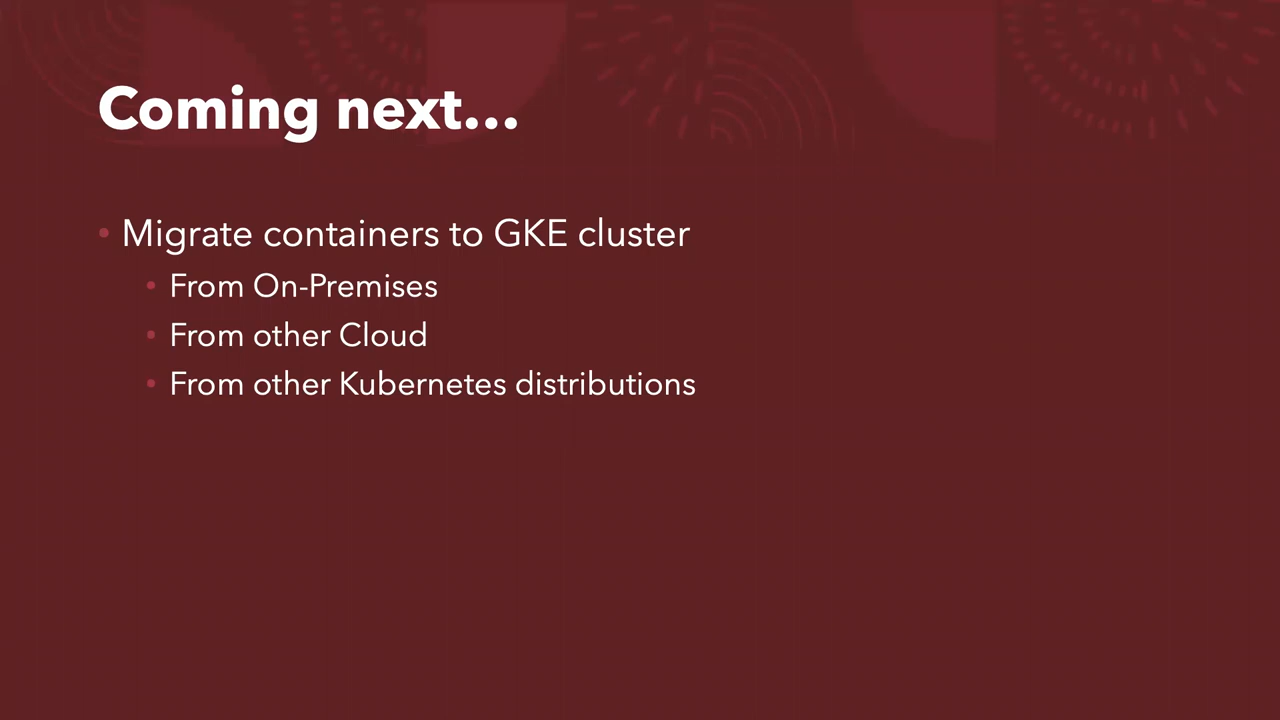 Coming next...
• Migrate containers to GKE cluster
• From On-Premises
• From other Cloud
• From other Kubernetes distributions